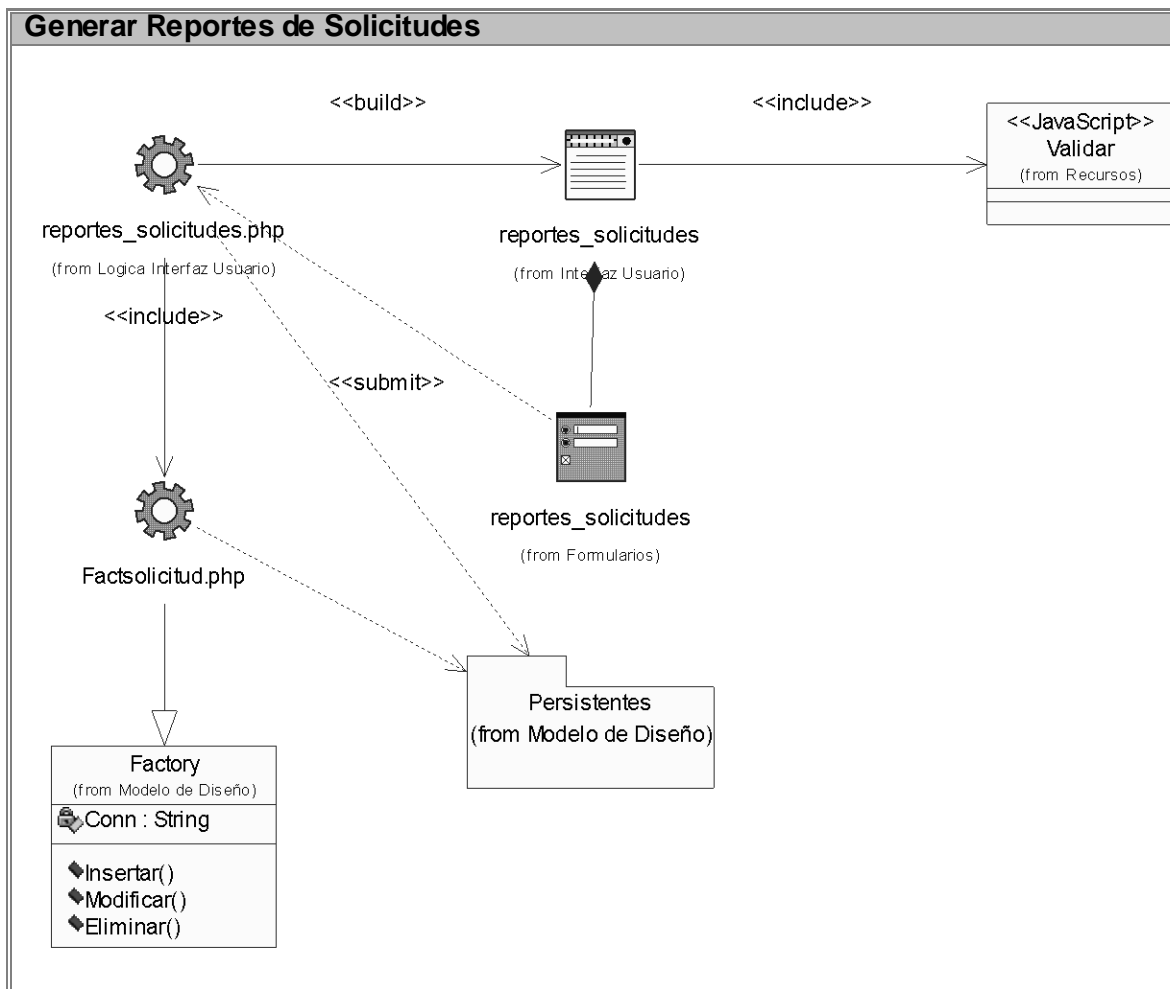 Generar Reportes de Solicitudes
<<build>>
<<include>>
<<JavaScript>>
Validar
(from Recursos)
reportes_solicitudes.php
(from Logica Interfaz Usuario)
reportes_solicitudes
(from Interfaz Usuario)
<<include>>
<<submit>>
reportes_solicitudes
(from Formularios)
Factsolicitud.php
Persistentes
(from Modelo de Diseño)
Factory
(from Modelo de Diseño)
Conn : String
Insertar()
Modificar()
Eliminar()